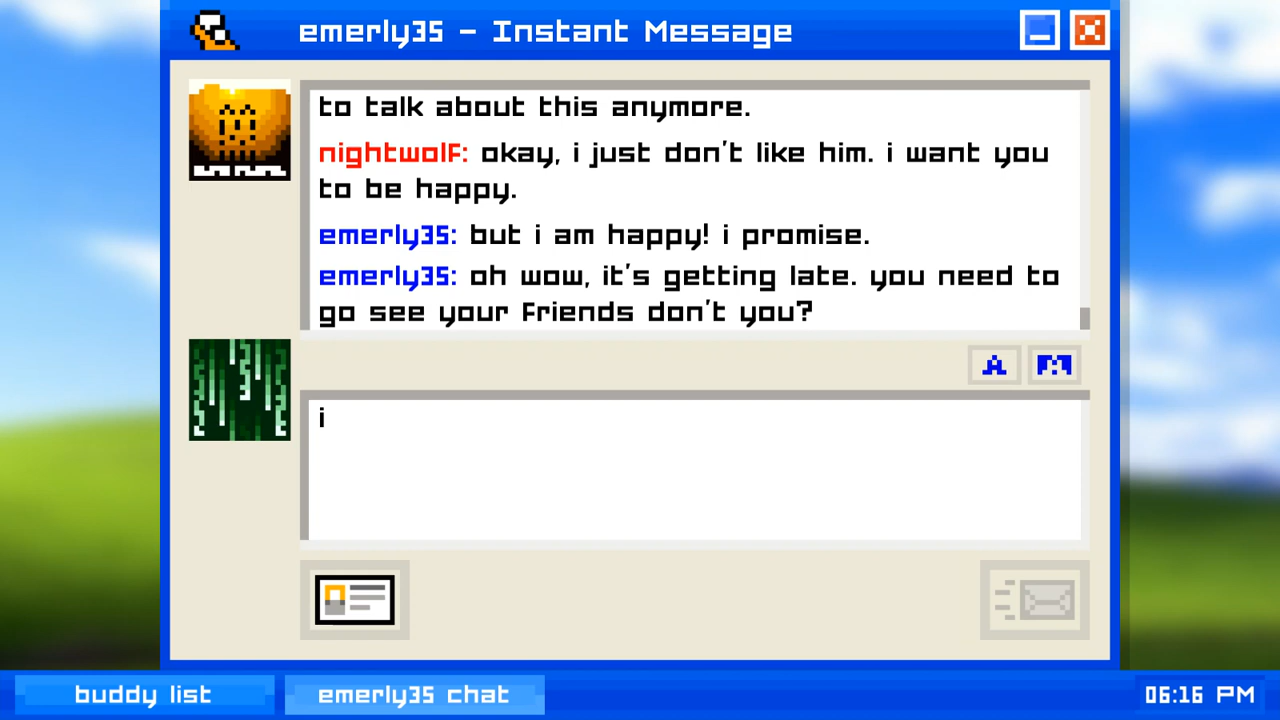 emerly35 - Instant Message
to talk about this anymore.
nightwolf: okay, i just don't like him. i want you
to be happy.
emerly35: but i am happy! i promise.
emerly35: oh wow, it's getting late. you need to
go see your friends don't you?
A
i
buddy list
emerly35 chat
06:16 PM